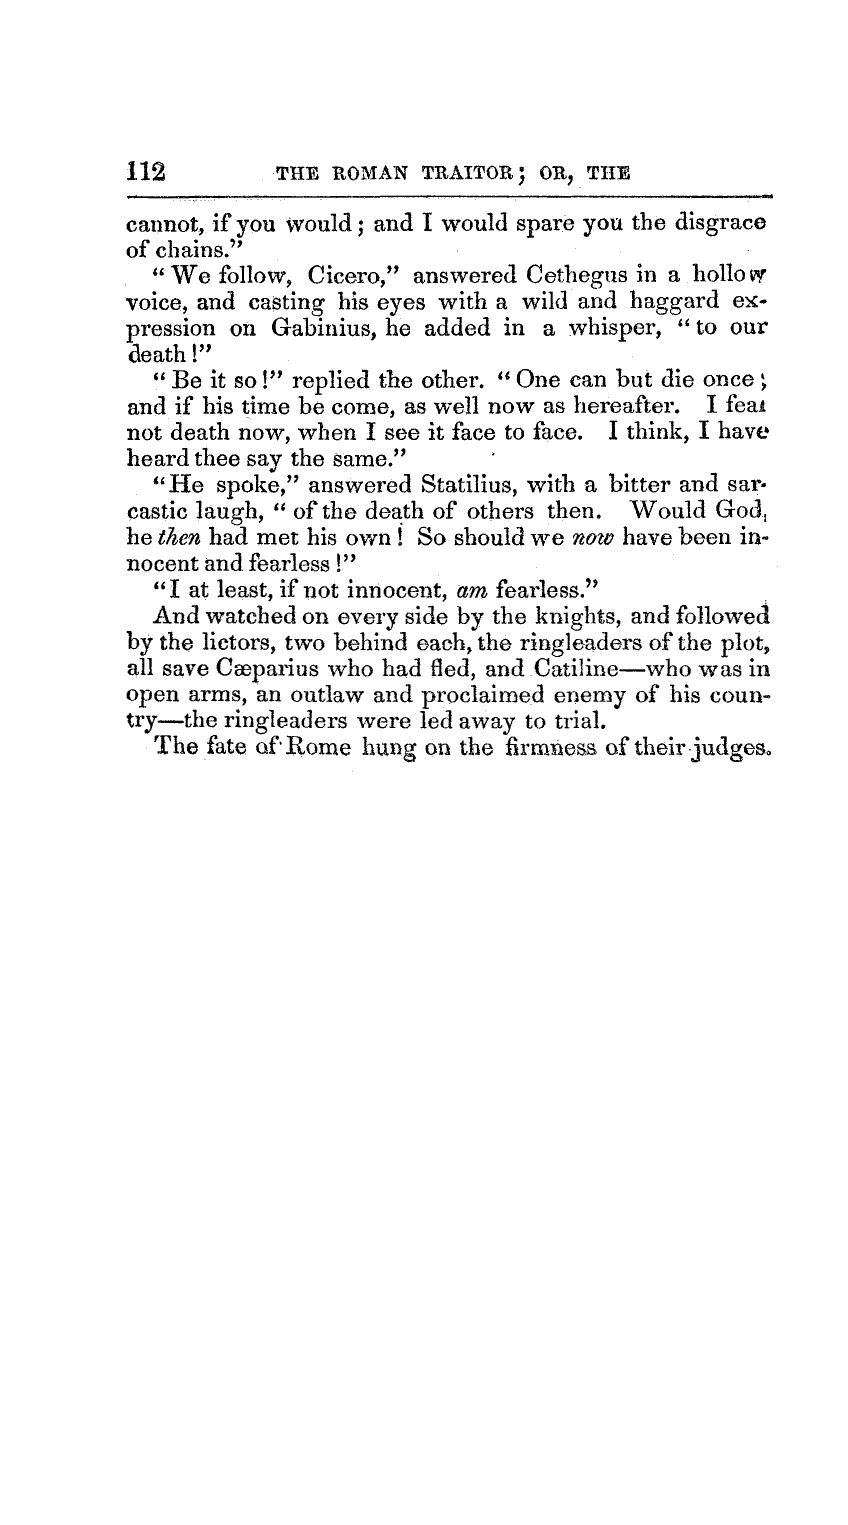 112 THE ROMAN TRAITOR; OR, THE
cannot, if you would; and I would spare you the disgrace
of chains."
"We follow, Cicero," answered Cethegus in a hollow
voice, and casting his eyes with a wild and haggard ex-
pression on Gabinius, he added in a whisper, "to our
death!"
"Be it so!" replied the other. "One can but die once;
and if his time be come, as well now as hereafter. I fear
not death now, when I see it face to face. I think, I have
heard thee say the same."
"He spoke," answered Statilius, with a bitter and sar-
castic laugh, "of the death of others then. Would God,
he then had met his own! So should we now have been in-
nocent and fearless!"
"I at least, if not innocent, am fearless."
And watched on every side by the knights, and followed
by the lictors, two behind each, the ringleaders of the plot,
all save Cæparius who had fled, and Catiline—who was in
open arms, an outlaw and proclaimed enemy of his coun-
try—the ringleaders were led away to trial.
The fate of Rome hung on the firmness of their judges.